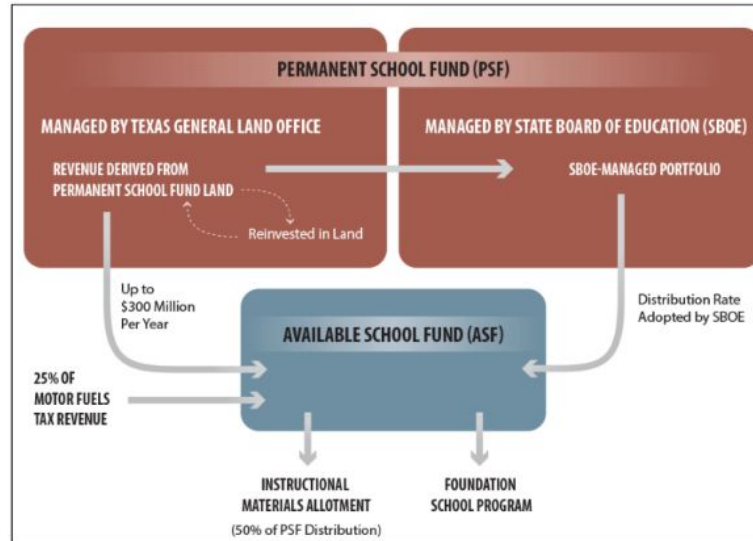 PERMANENT SCHOOL FUND (PSF)
MANAGED BY TEXAS GENERAL LAND OFFICE
REVENUE DERIVED FROM
PERMANENT SCHOOL FUND LAND
Reinvested in Land
MANAGED BY STATE BOARD OF EDUCATION (SBOE)
SBOE-MANAGED PORTFOLIO
Up to
$300 Million
Per Year
Distribution Rate
Adopted by SBOE
AVAILABLE SCHOOL FUND (ASF)
25% OF
MOTOR FUELS
TAX REVENUE
INSTRUCTIONAL
MATERIALS ALLOTMENT
(50% of PSF Distribution)
FOUNDATION
SCHOOL PROGRAM